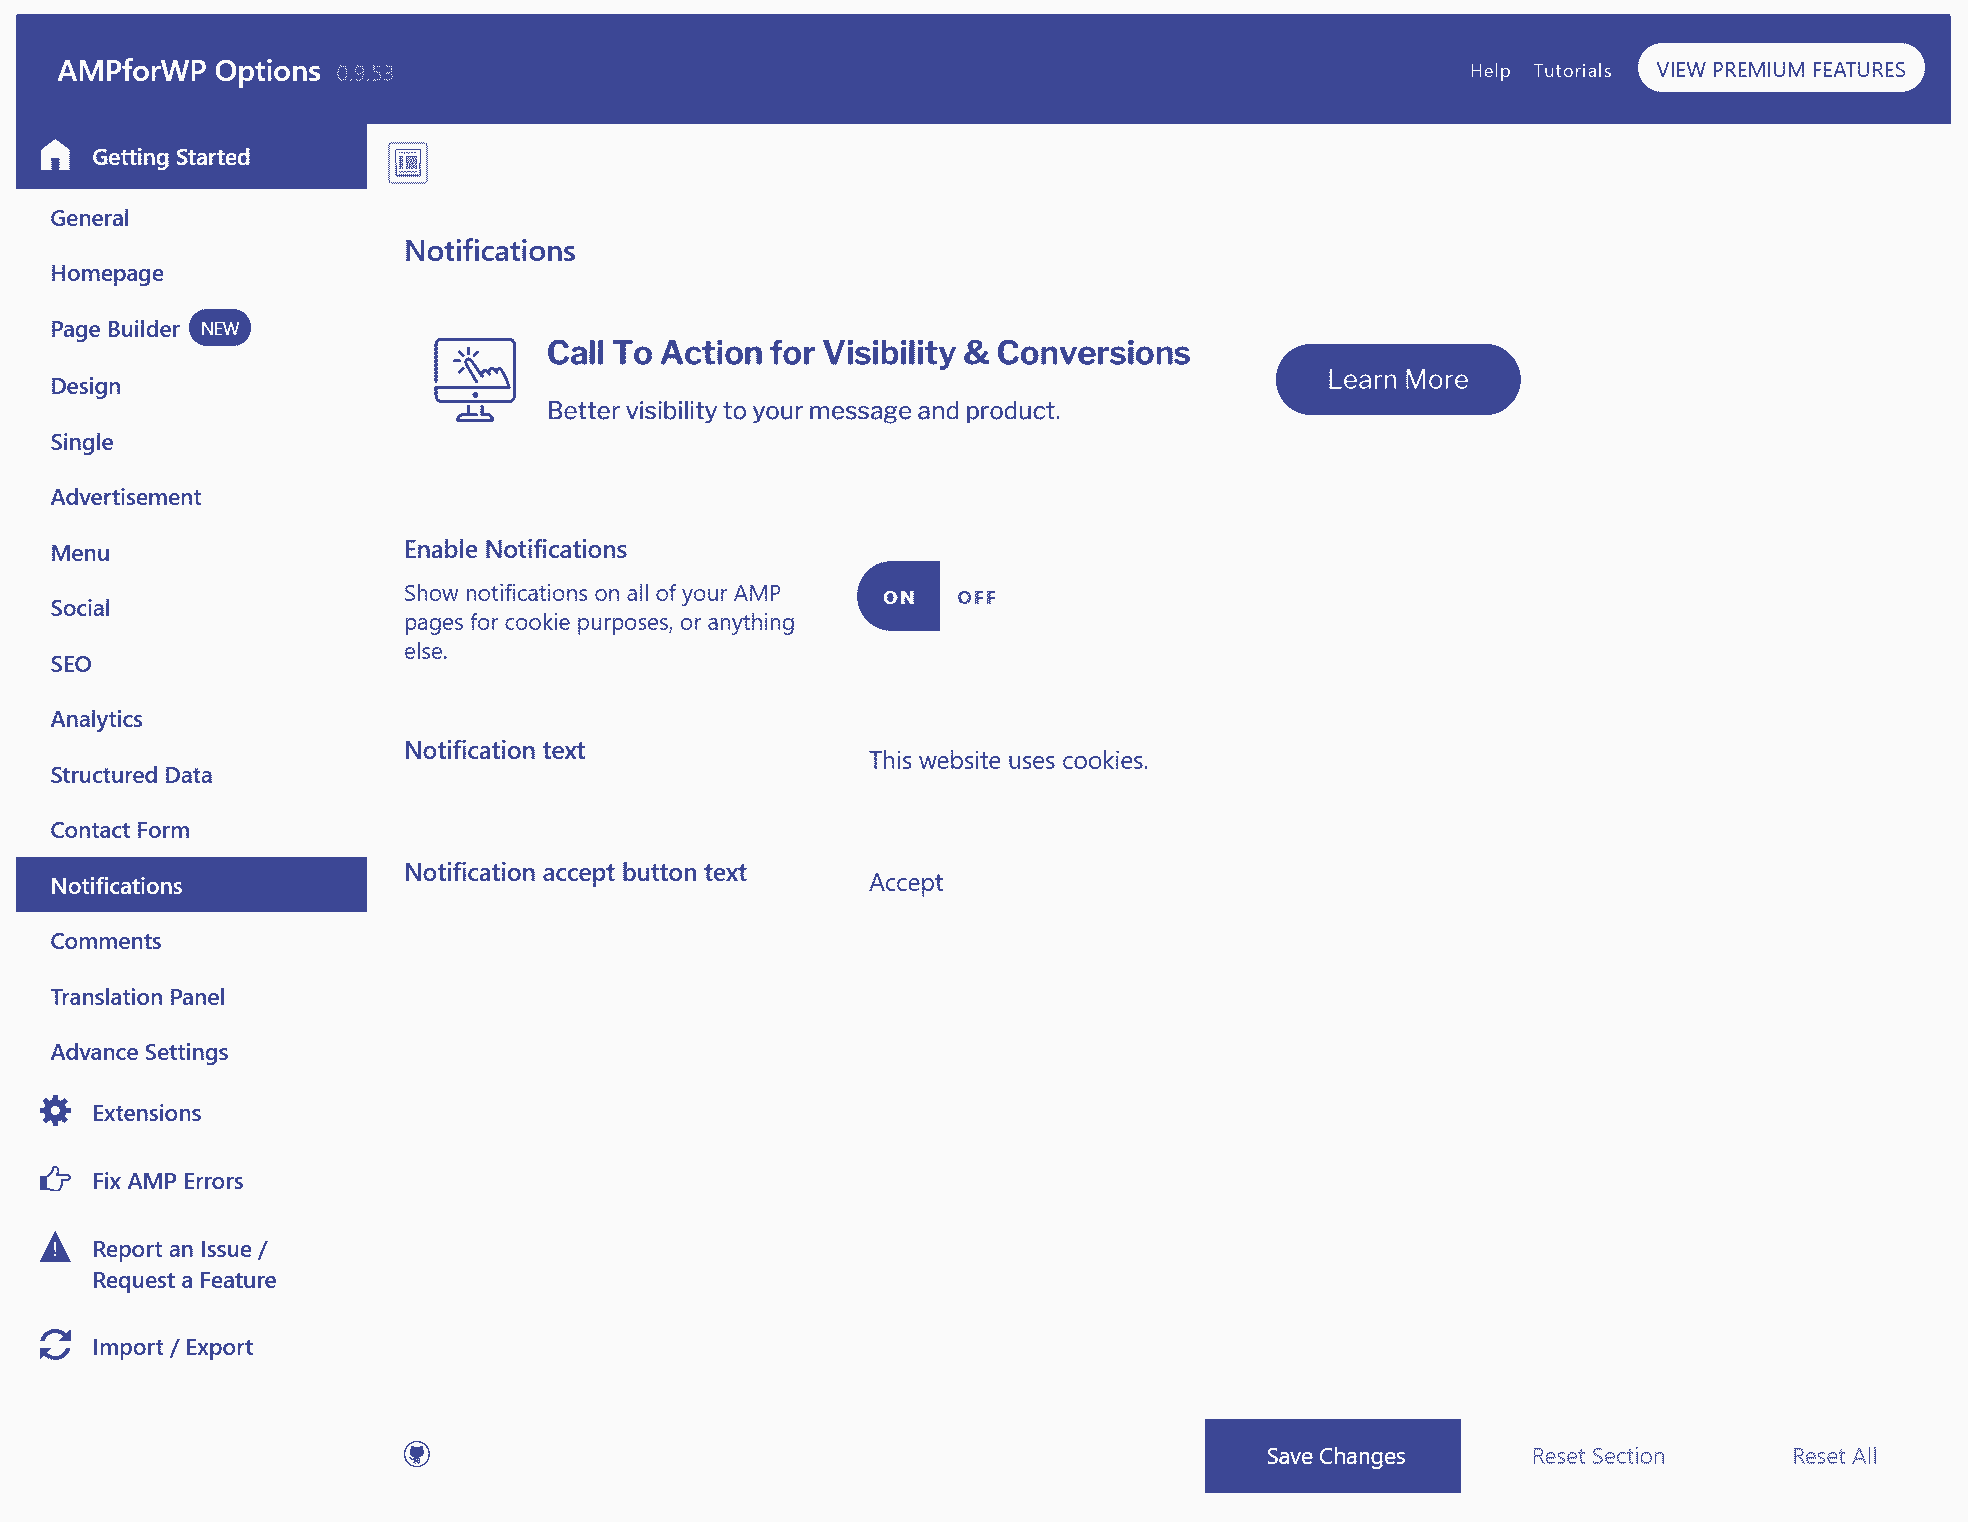 AMPforWP Options 0.9.53
Help Tutorials VIEW PREMIUM FEATURES
Getting Started
General
Homepage
Page Builder NEW
Design
Single
Advertisement
Menu
Social
SEO
Analytics
Structured Data
Contact Form
Notifications
Comments
Translation Panel
Advance Settings
Extensions
Fix AMP Errors
Report an Issue /
Request a Feature
Import / Export
Notifications
Call To Action for Visibility & Conversions
Better visibility to your message and product.
Learn More
Enable Notifications
Show notifications on all of your AMP
pages for cookie purposes, or anything
else.
ON OFF
Notification text
This website uses cookies.
Notification accept button text
Accept
Save Changes Reset Section Reset All